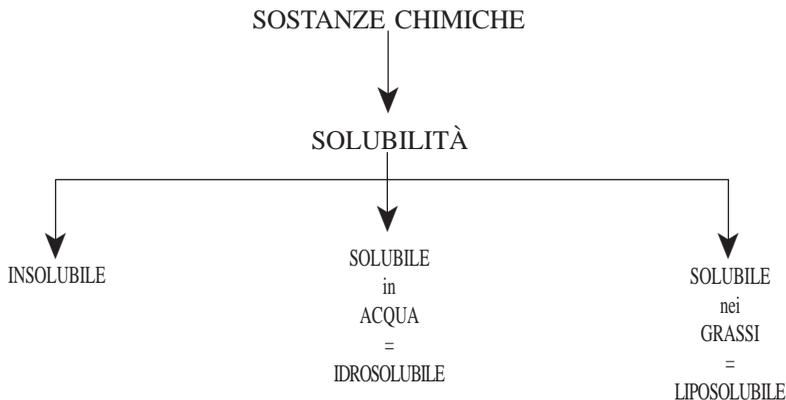 SOSTANZE CHIMICHE
SOLUBILITÀ
INSOLUBILE
SOLUBILE
in
ACQUA
=
IDROSOLUBILE
SOLUBILE
nei
GRASSI
=
LIPOSOLUBILE